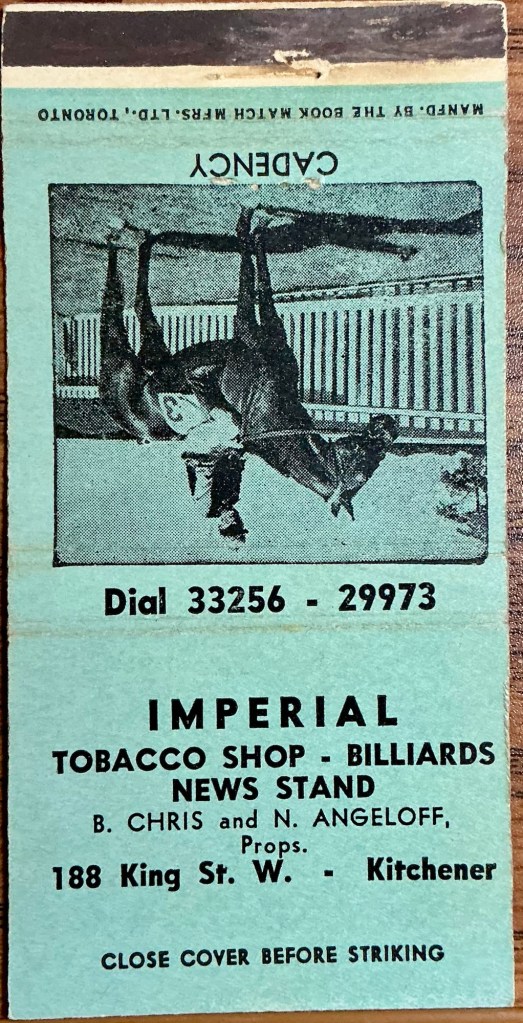 MANFD. BY THE BOOK MATCH MFRS. LTD., TORONTO
CADENCY
3
Dial 33256 - 29973
IMPERIAL
TOBACCO SHOP - BILLIARDS
NEWS STAND
B. CHRIS and N. ANGELOFF,
Props.
188 King St. W. - Kitchener
CLOSE COVER BEFORE STRIKING